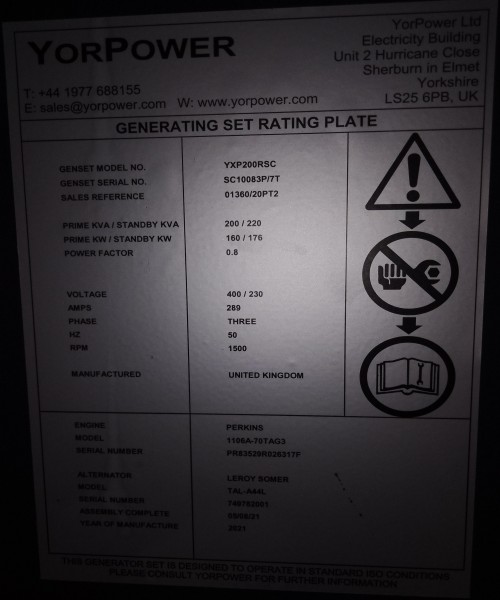 YORPOWER
YorPower Ltd
Electricity Building
Unit 2 Hurricane Close
Sherburn in Elmet
Yorkshire
LS25 6PB, UK
T: +44 1977 688155
E: sales@yorpower.com W: www.yorpower.com
GENERATING SET RATING PLATE
GENSET MODEL NO. YXP200RSC
GENSET SERIAL NO. SC10083P/7T
SALES REFERENCE 01360/20PT2
PRIME KVA / STANDBY KVA 200 / 220
PRIME KW / STANDBY KW 160 / 176
POWER FACTOR 0.8
VOLTAGE 400 / 230
AMPS 289
PHASE THREE
HZ 50
RPM 1500
MANUFACTURED UNITED KINGDOM
ENGINE PERKINS
MODEL 1106A-70TAG3
SERIAL NUMBER PR83529R026317F
ALTERNATOR LEROY SOMER
MODEL TAL-A44L
SERIAL NUMBER
ASSEMBLY COMPLETE 05/08/21
YEAR OF MANUFACTURE 2021
THIS GENERATOR SET IS DESIGNED TO OPERATE IN STANDARD ISO CONDITIONS
PLEASE CONSULT YORPOWER FOR FURTHER INFORMATION